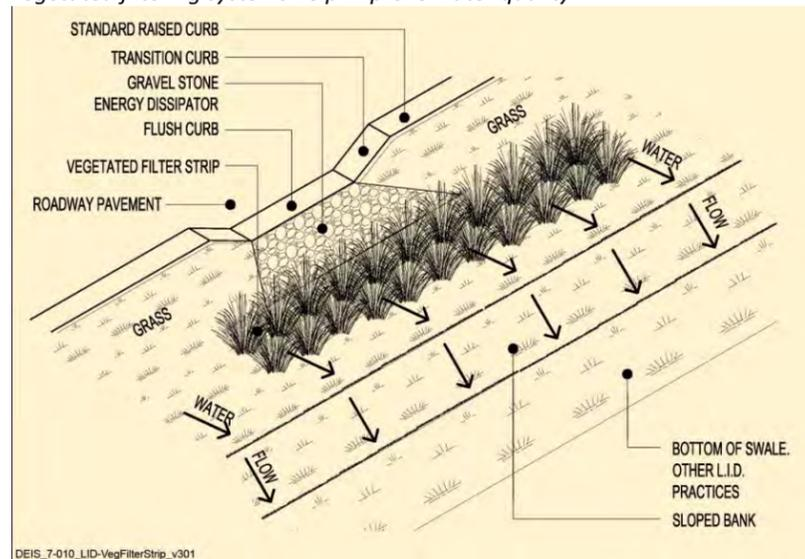 STANDARD RAISED CURB
TRANSITION CURB
GRAVEL STONE
ENERGY DISSIPATOR
FLUSH CURB
VEGETATED FILTER STRIP
ROADWAY PAVEMENT
GRASS
WATER
FLOW
GRASS
WATER
FLOW
BOTTOM OF SWALE.
OTHER L.I.D.
PRACTICES
SLOPED BANK
DEIS_7-010_LID-VegFilterStrip_v301